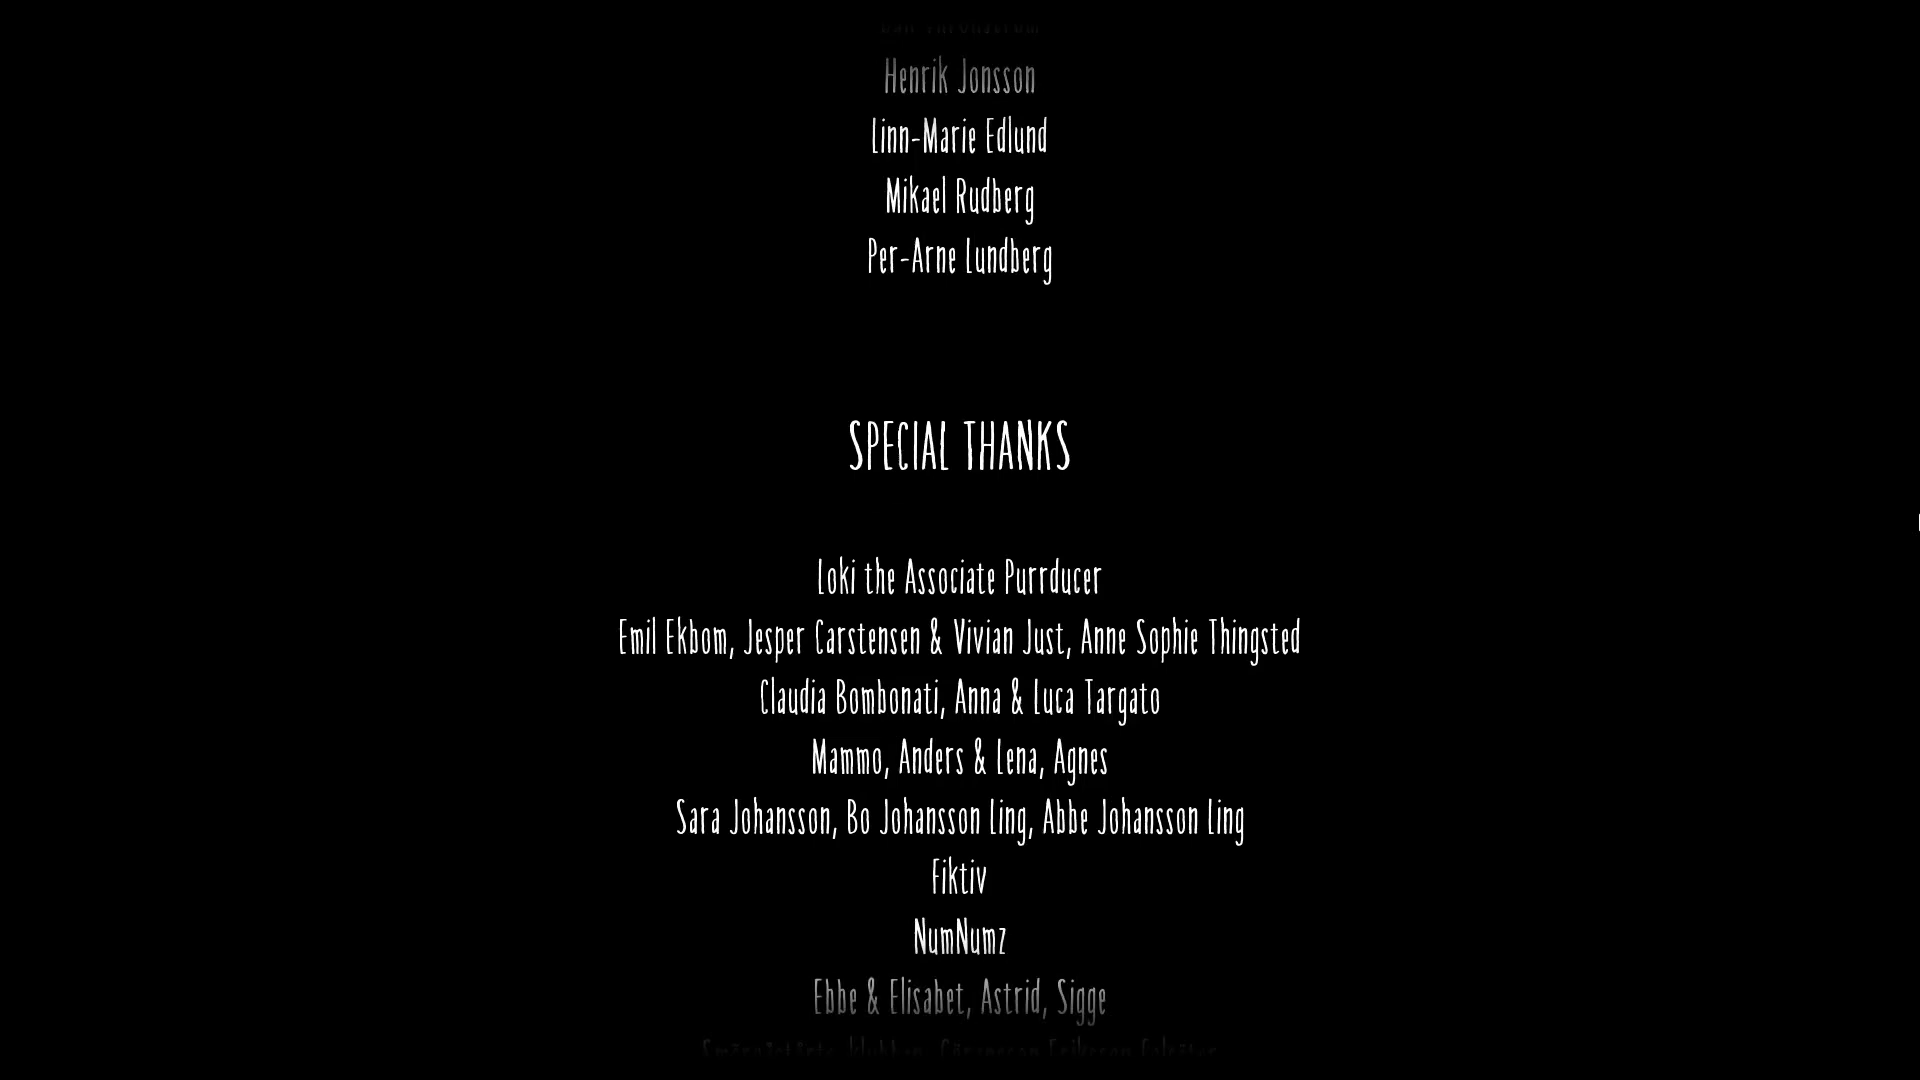 Henrik Jonsson
Linn-Marie Edlund
Mikael Rudberg
Per-Arne Lundberg
SPECIAL THANKS
Loki the Associate Purrducer
Emil Ekbom, Jesper Carstensen & Vivian Just, Anne Sophie Thingsted
Claudia Bombonati, Anna & Luca Targato
Mammo, Anders & Lena, Agnes
Sara Johansson, Bo Johansson Ling, Abbe Johansson Ling
Fiktiv
NumNumz
Ebbe & Elisabet, Astrid, Sigge